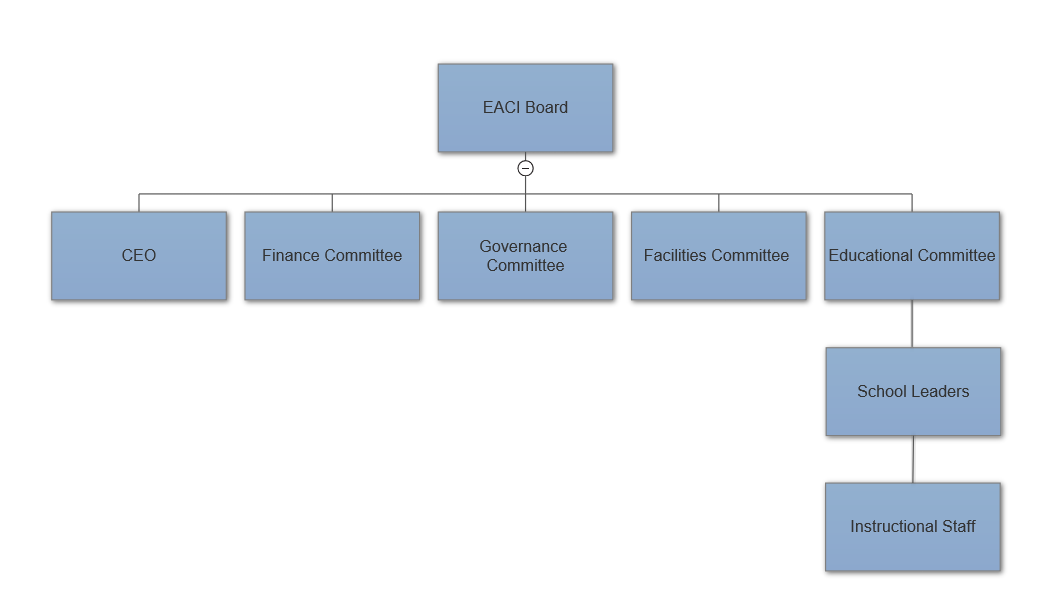 EACI Board
CEO
Finance Committee
Governance
Committee
Facilities Committee
Educational Committee
School Leaders
Instructional Staff